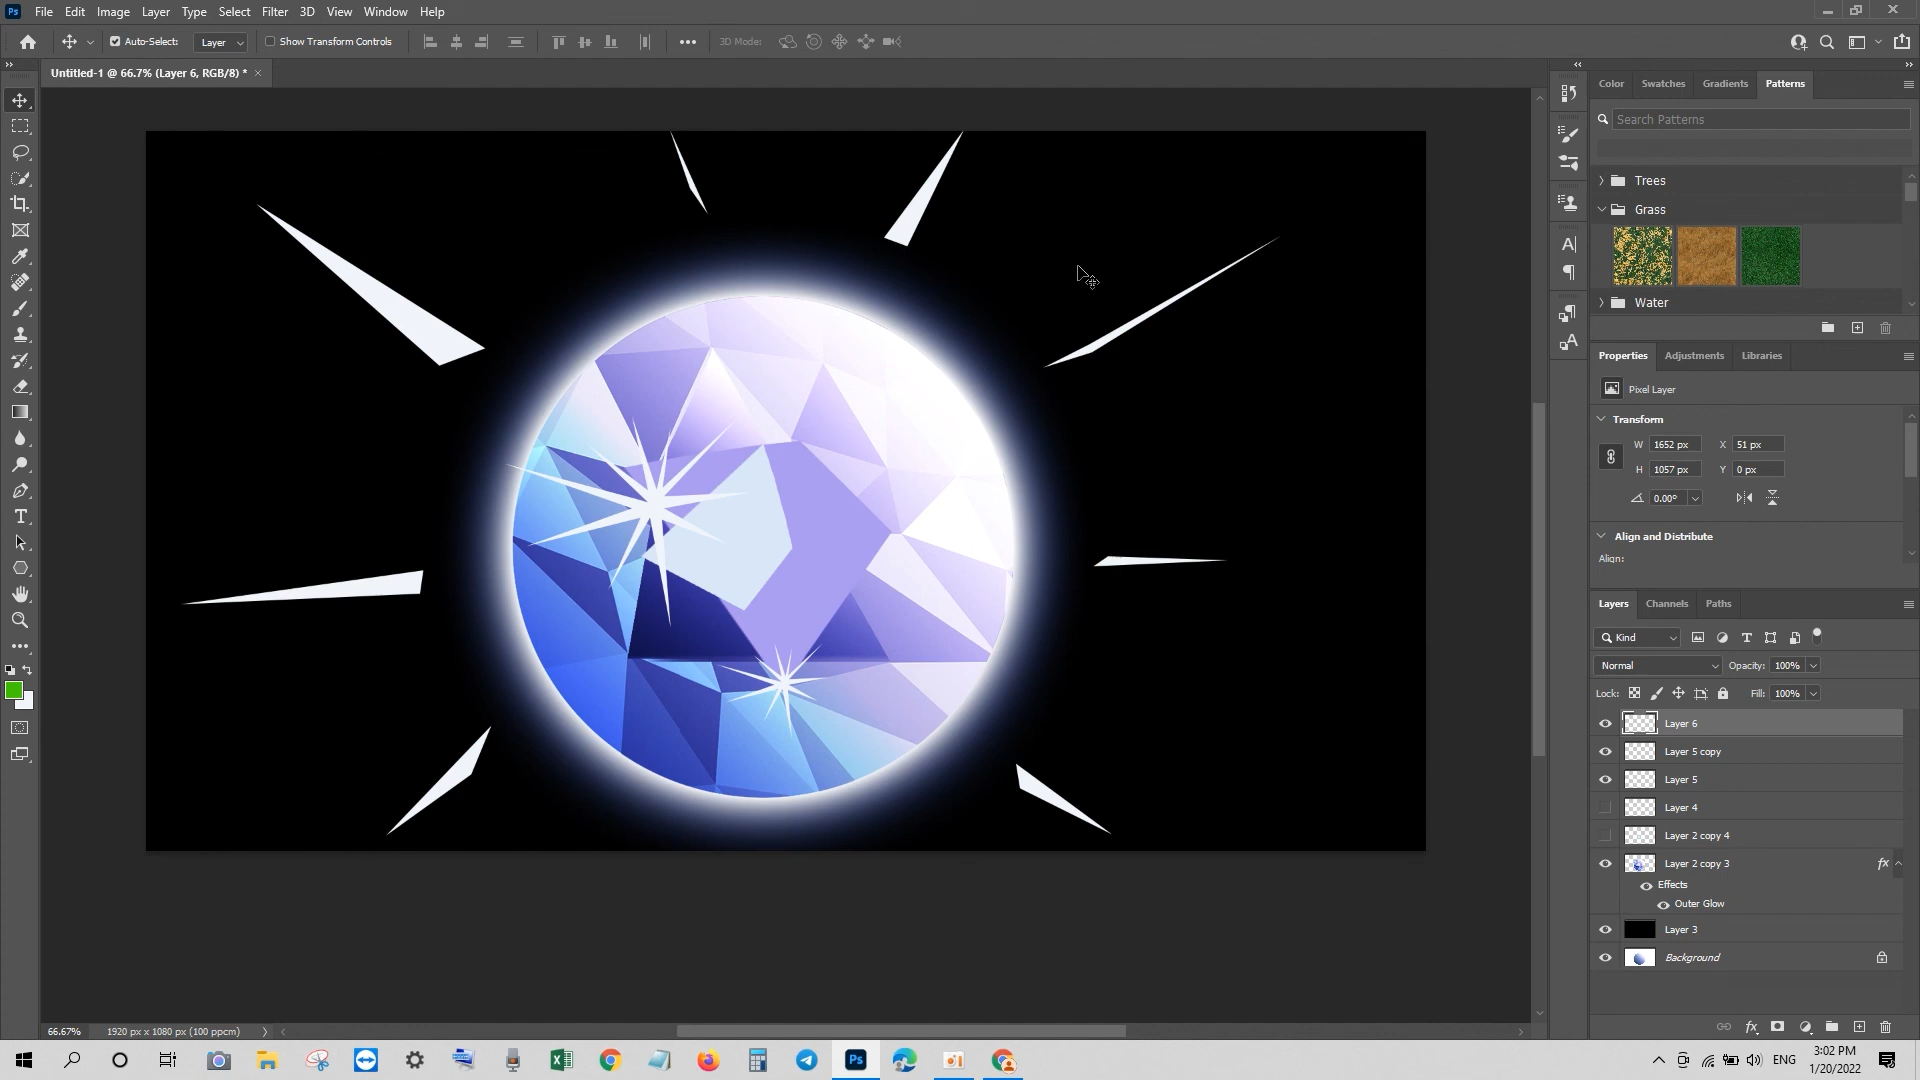 Ps File Edit Image Layer Type Select Filter 3D View Window Help
Auto-Select: Layer Show Transform Controls 3D Mode:
Untitled-1 @ 66.7% (Layer 6, RGB/8) *
Color Swatches Gradients Patterns
Search Patterns
Trees
Grass
Water
Properties Adjustments Libraries
Pixel Layer
Transform
W 1652 px X 51 px
H 1057 px Y 0 px
0.00°
Align and Distribute
Align:
Layers Channels Paths
Kind
Normal Opacity: 100%
Lock: Fill: 100%
Layer 6
Layer 5 copy
Layer 5
Layer 4
Layer 2 copy 4
Layer 2 copy 3 fx
Effects
Outer Glow
Layer 3
Background
66.67% 1920 px x 1080 px (100 ppcm)
Ps ENG 3:02 PM
1/20/2022